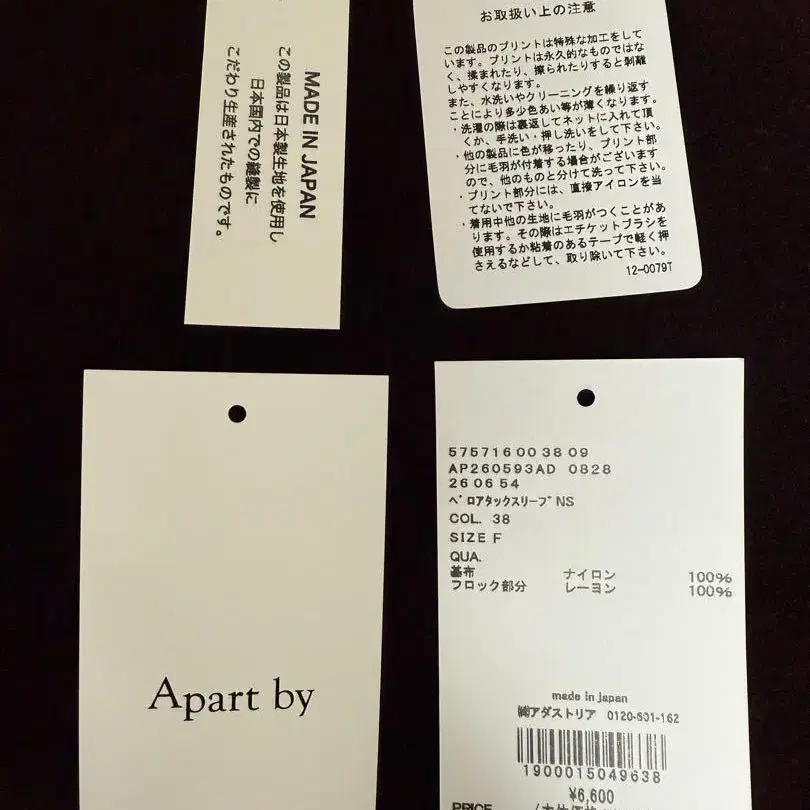 MADE IN JAPAN
この製品は日本製生地を使用し
日本国内での縫製に
こだわり生産されたものです。
お取扱い上の注意
この製品のプリントは特殊な加工をして
います。プリントは永久的なものではな
く、揉まれたり、擦られたりすると剥離
しやすくなります。
また、水洗いやクリーニングを繰り返す
ことにより多少色あい等が薄くなります。
・洗濯の際は裏返してネットに入れて頂
くか、手洗い・押し洗いをして下さい。
・他の製品に色が移ったり、プリント部
分に毛羽が付着する場合がございます
ので、他のものと分けて洗って下さい。
・プリント部分には、直接アイロンを当
てないで下さい。
・着用中他の生地に毛羽がつくことがあ
ります。その際はエチケットブラシを
使用するか粘着のあるテープで軽く押
さえるなどして、取り除いて下さい。
12-0079T
Apart by
575716 00 38 09
AP260593AD 0828
26 06 54
ベロアタックスリーブNS
COL. 38
SIZE F
QUA.
基布 ナイロン 100%
フロック部分 レーヨン 100%
made in japan
㈱アダストリア 0120-601-162
1900015049638
¥6,600
PRICE